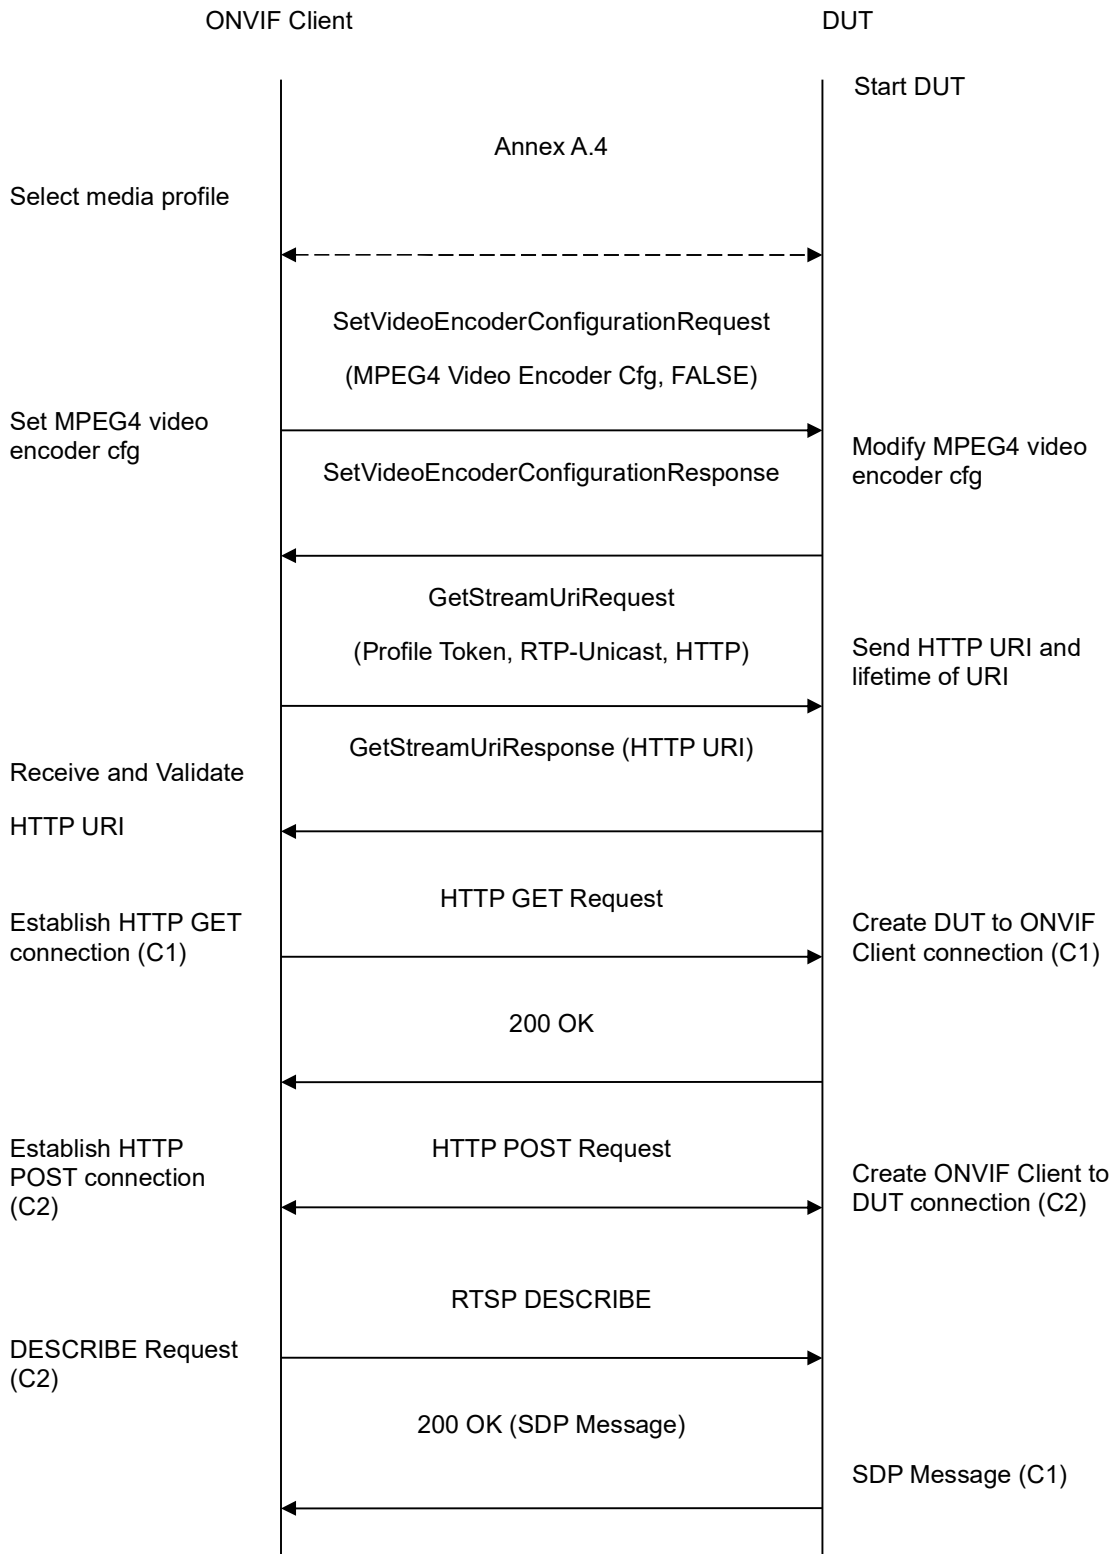 ONVIF Client
DUT
Start DUT
Annex A.4
Select media profile
SetVideoEncoderConfigurationRequest
(MPEG4 Video Encoder Cfg, FALSE)
Set MPEG4 video
encoder cfg
Modify MPEG4 video
encoder cfg
SetVideoEncoderConfigurationResponse
GetStreamUriRequest
(Profile Token, RTP-Unicast, HTTP)
Send HTTP URI and
lifetime of URI
GetStreamUriResponse (HTTP URI)
Receive and Validate
HTTP URI
HTTP GET Request
Establish HTTP GET
connection (C1)
Create DUT to ONVIF
Client connection (C1)
200 OK
Establish HTTP
POST connection
(C2)
HTTP POST Request
Create ONVIF Client to
DUT connection (C2)
RTSP DESCRIBE
DESCRIBE Request
(C2)
200 OK (SDP Message)
SDP Message (C1)